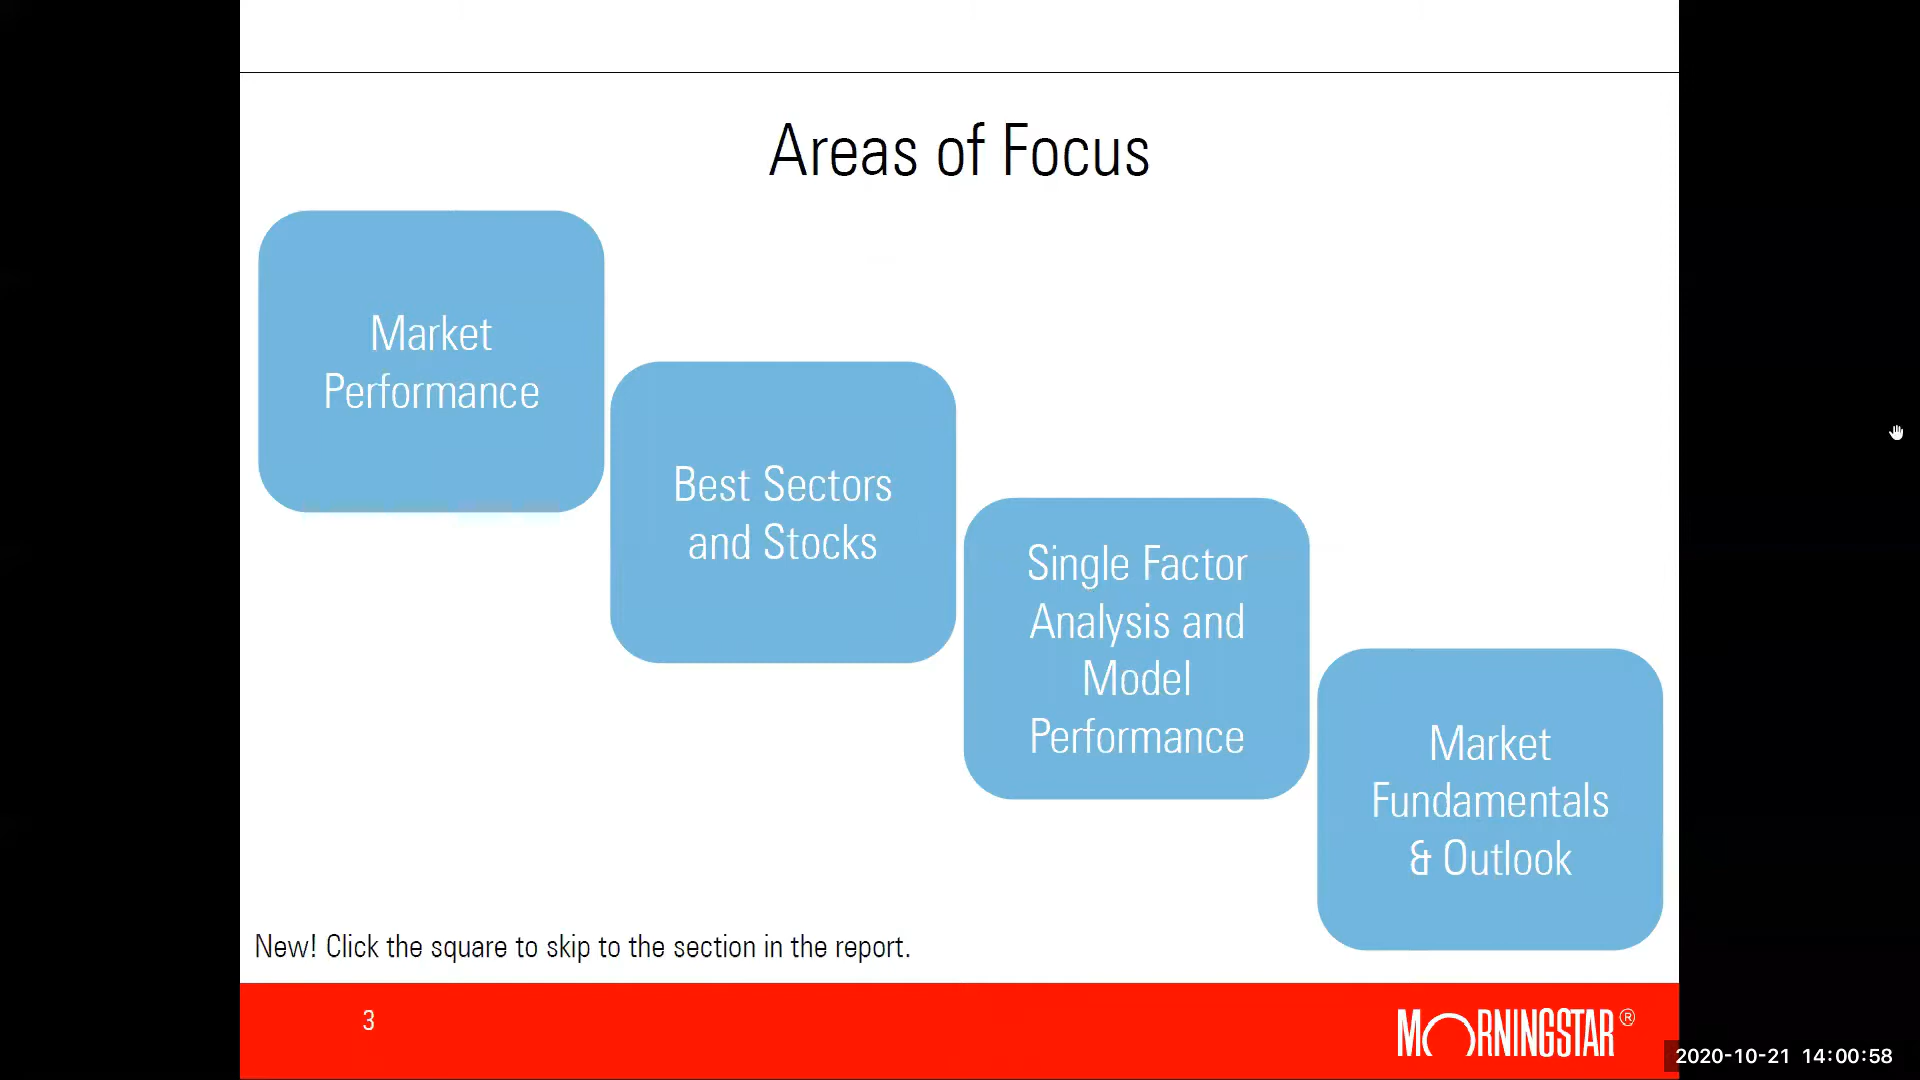 Areas of Focus
Market
Performance
Best Sectors
and Stocks
Single Factor
Analysis and
Model
Performance
Market
Fundamentals
& Outlook
New! Click the square to skip to the section in the report.
3
MORNINGSTAR®
2020-10-21 14:00:58